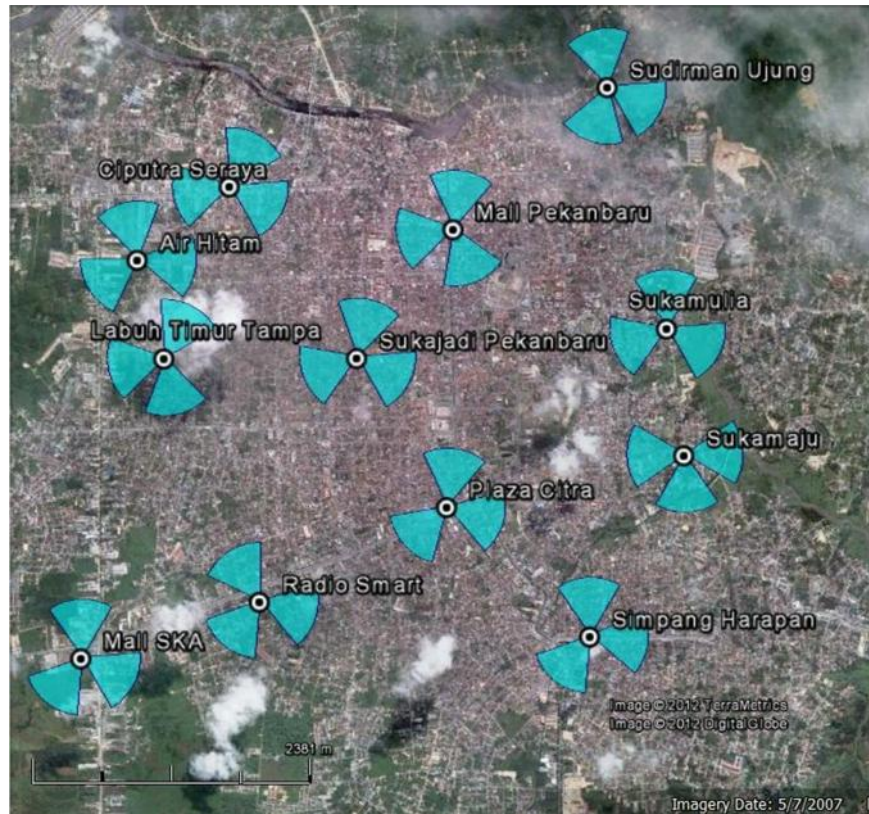 Sudirman Ujung
Ciputra Seraya
Mall Pekanbaru
Air Hitam
Sukamulia
Labuh Timur Tampa
Sukajadi Pekanbaru
Sukamaju
Plaza Citra
Radio Smart
Simpang Harapan
Mall SKA
Image © 2012 TerraMetrics
Image © 2012 DigitalGlobe
2381 m
Imagery Date: 5/7/2007